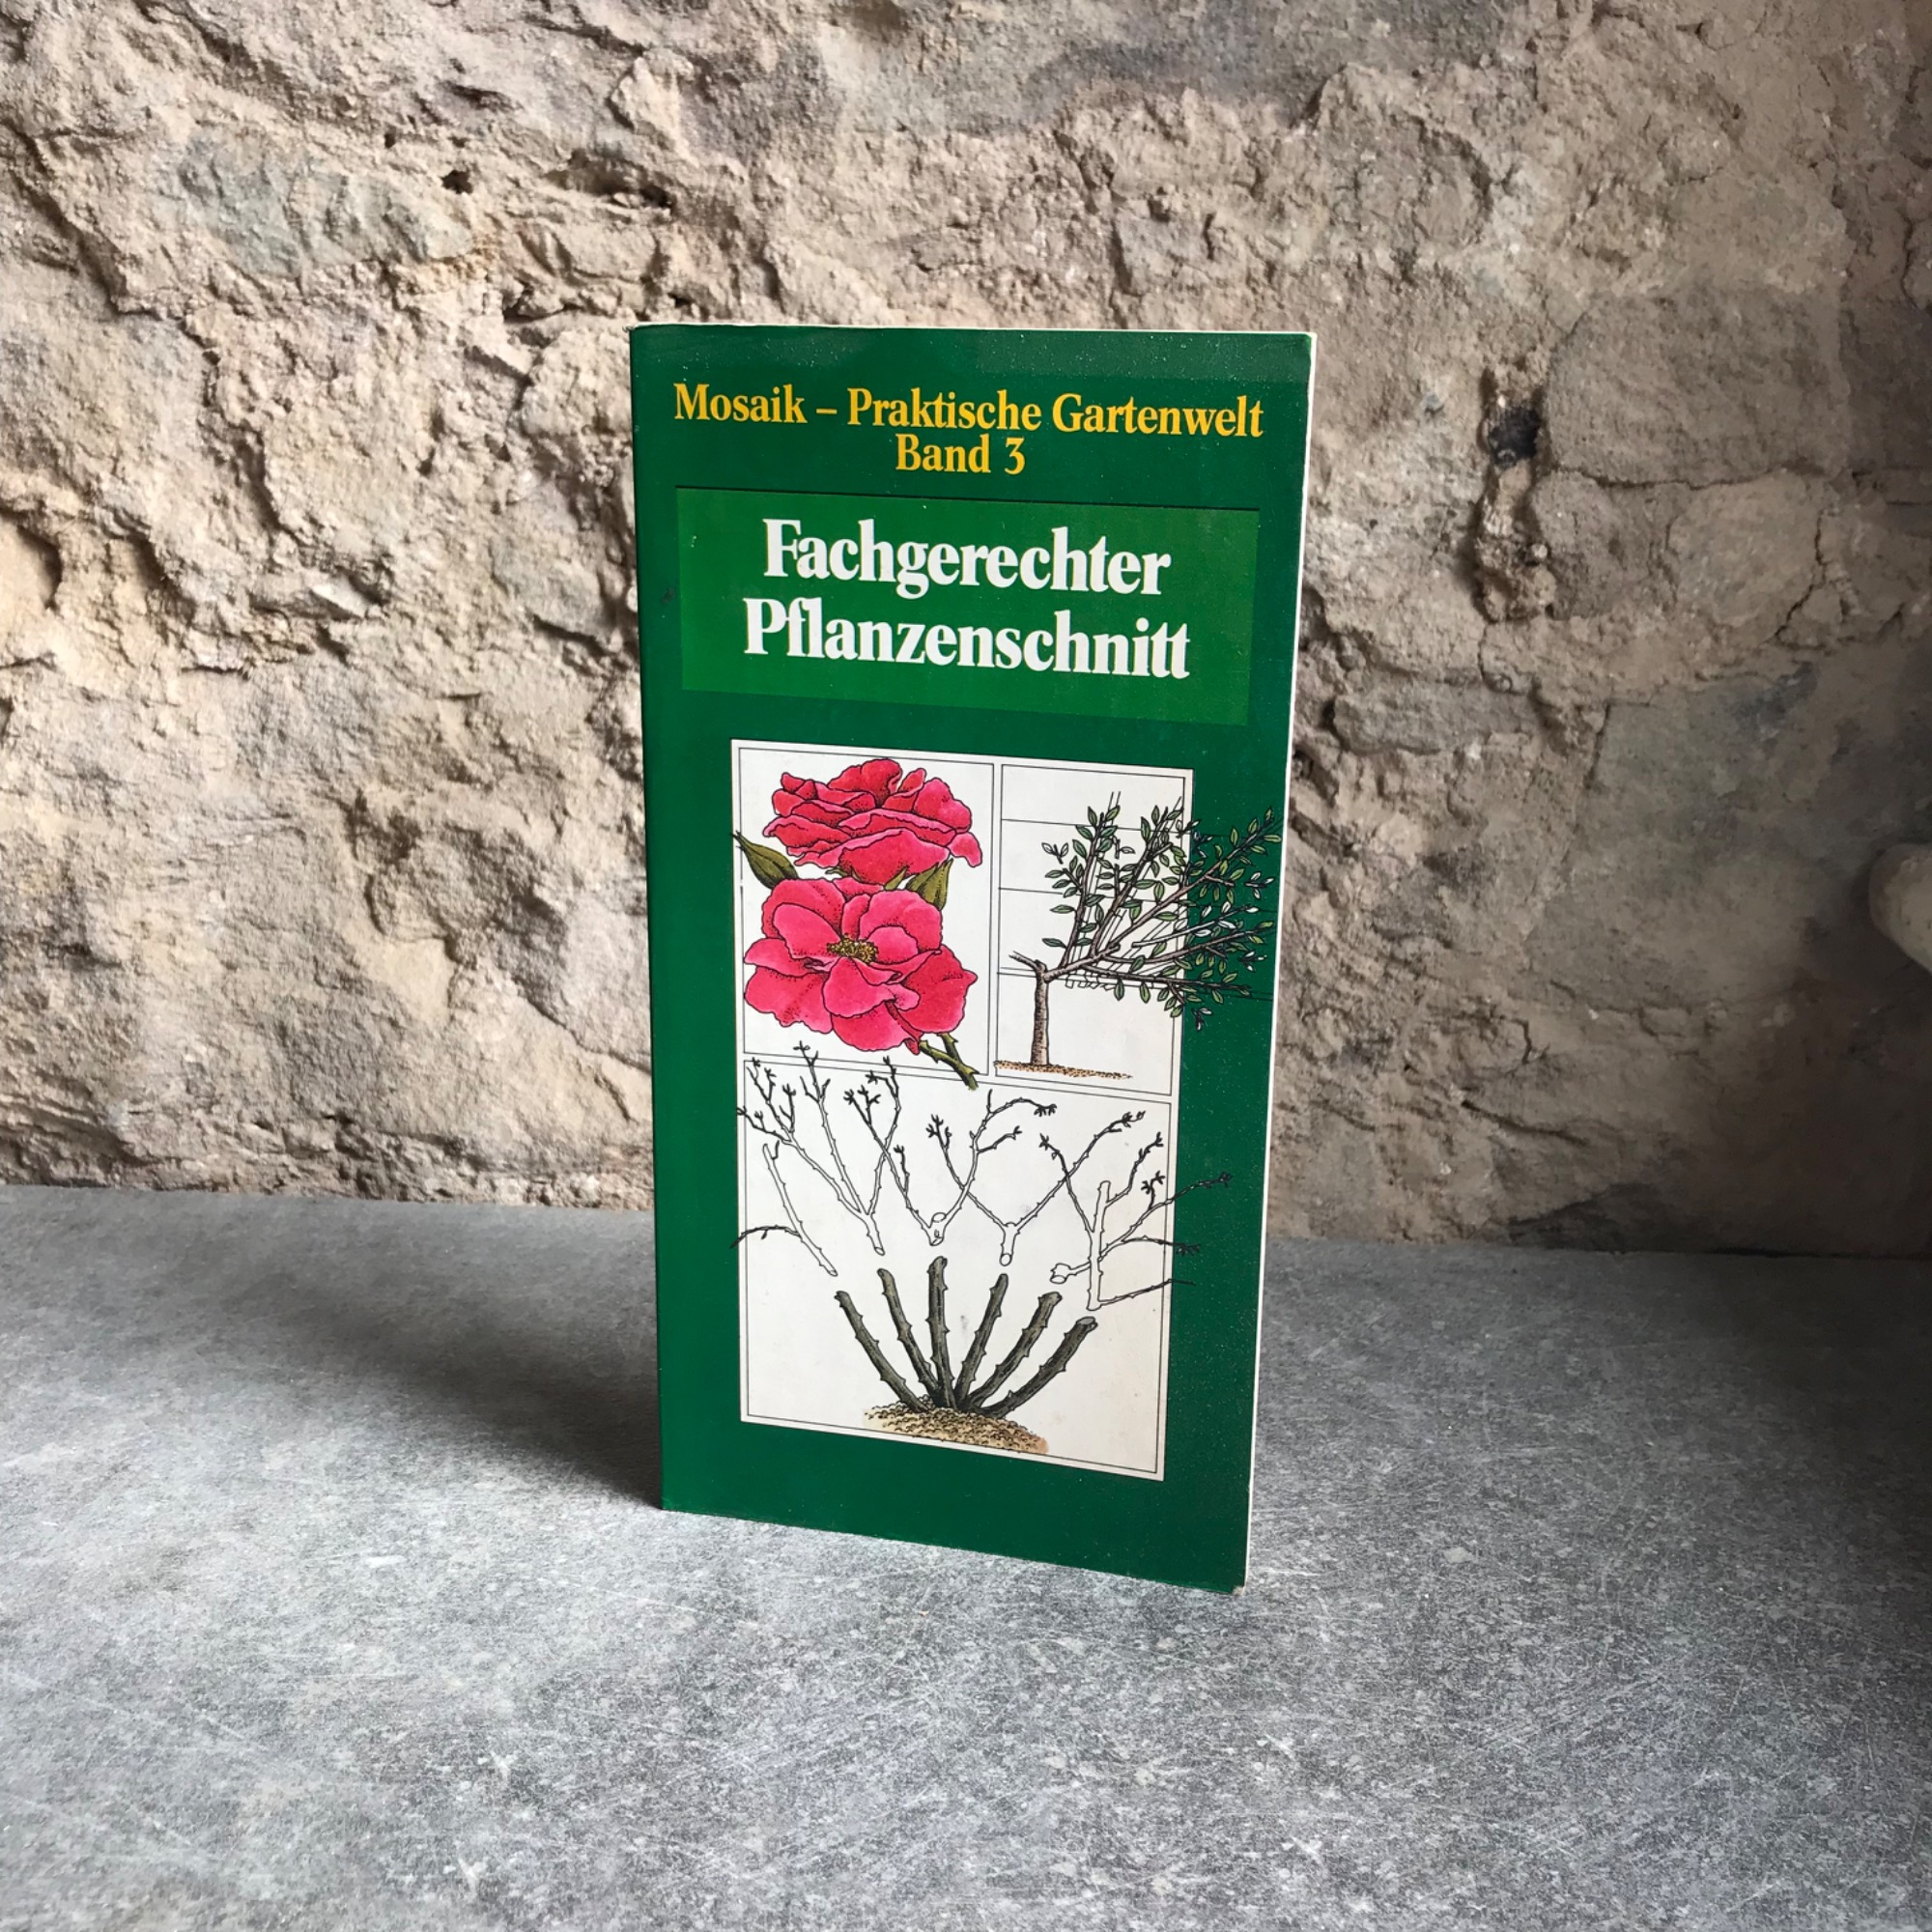 Mosaik – Praktische Gartenwelt
Band 3
Fachgerechter
Pflanzenschnitt